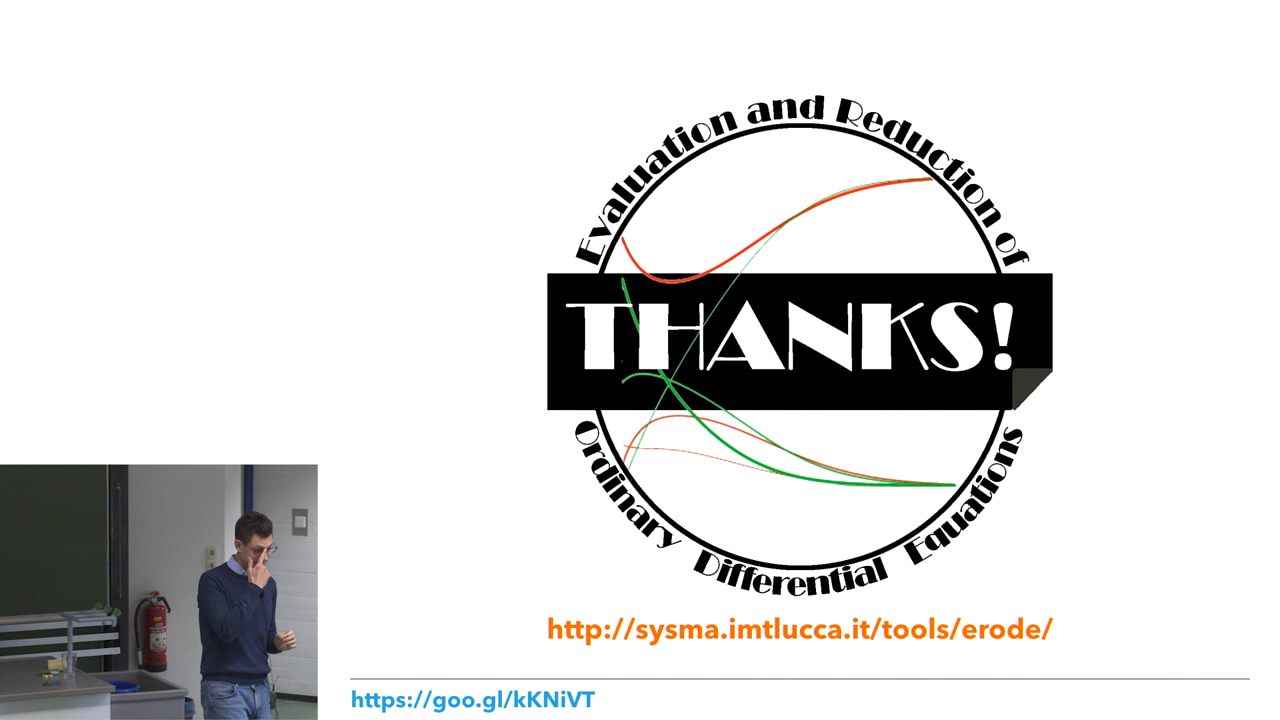 Evaluation and Reduction of
THANKS!
Ordinary Differential Equations
http://sysma.imtlucca.it/tools/erode/
https://goo.gl/kKNiVT